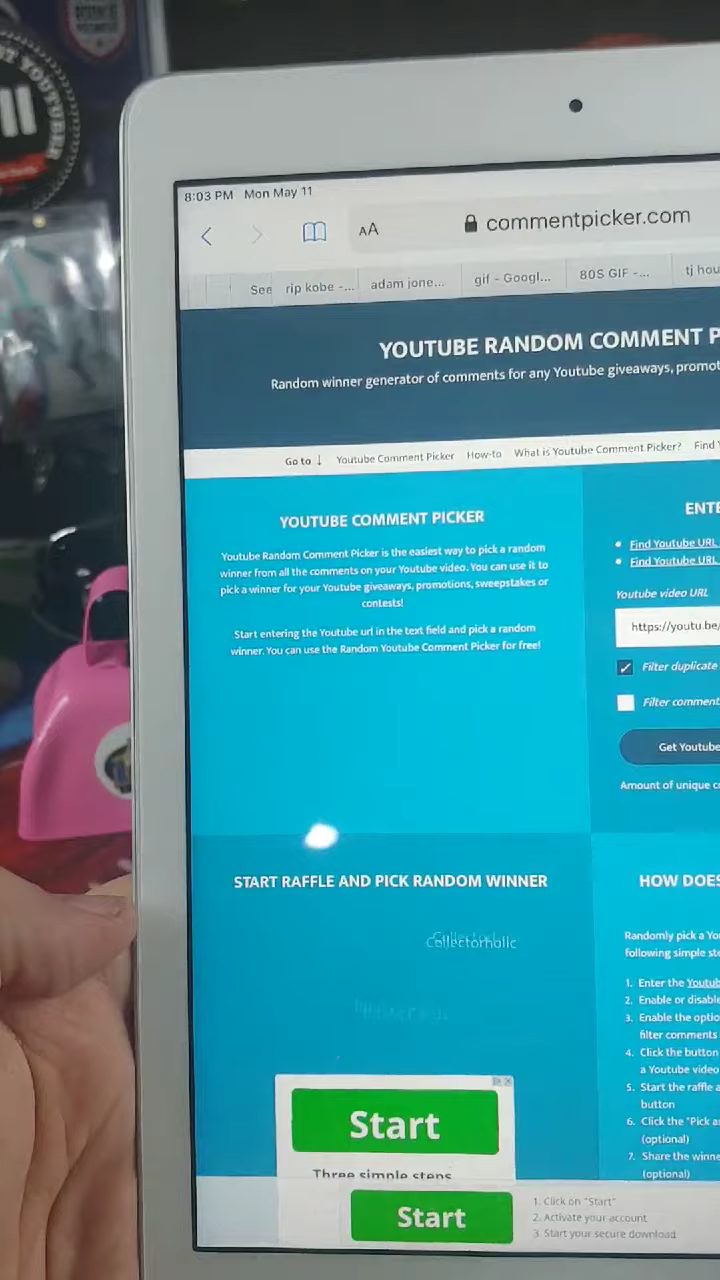 8:03 PM Mon May 11
AA commentpicker.com
See rip kobe -... adam jone... gif - Googl... 80S GIF -... tj hou
YOUTUBE RANDOM COMMENT P
Random winner generator of comments for any Youtube giveaways, promot
Go to ↓ Youtube Comment Picker How-to What is Youtube Comment Picker? Find
YOUTUBE COMMENT PICKER
Youtube Random Comment Picker is the easiest way to pick a random
winner from all the comments on your Youtube video. You can use it to
pick a winner for your Youtube giveaways, promotions, sweepstakes or
contests!
Start entering the Youtube url in the text field and pick a random
winner. You can use the Random Youtube Comment Picker for free!
ENTE
Find Youtube URL
Find Youtube URL
Youtube video URL
https://youtu.be/
Filter duplicate
Filter comment
Get Youtube
Amount of unique c
START RAFFLE AND PICK RANDOM WINNER
Collectorholic
Start
Three simple steps
HOW DOES
Randomly pick a Yo
following simple ste
1. Enter the Youtub
2. Enable or disable
3. Enable the optio
filter comments
4. Click the button
a Youtube video
5. Start the raffle a
button
6. Click the "Pick a
(optional)
7. Share the winne
(optional)
Start
1. Click on "Start"
2. Activate your account
3. Start your secure download